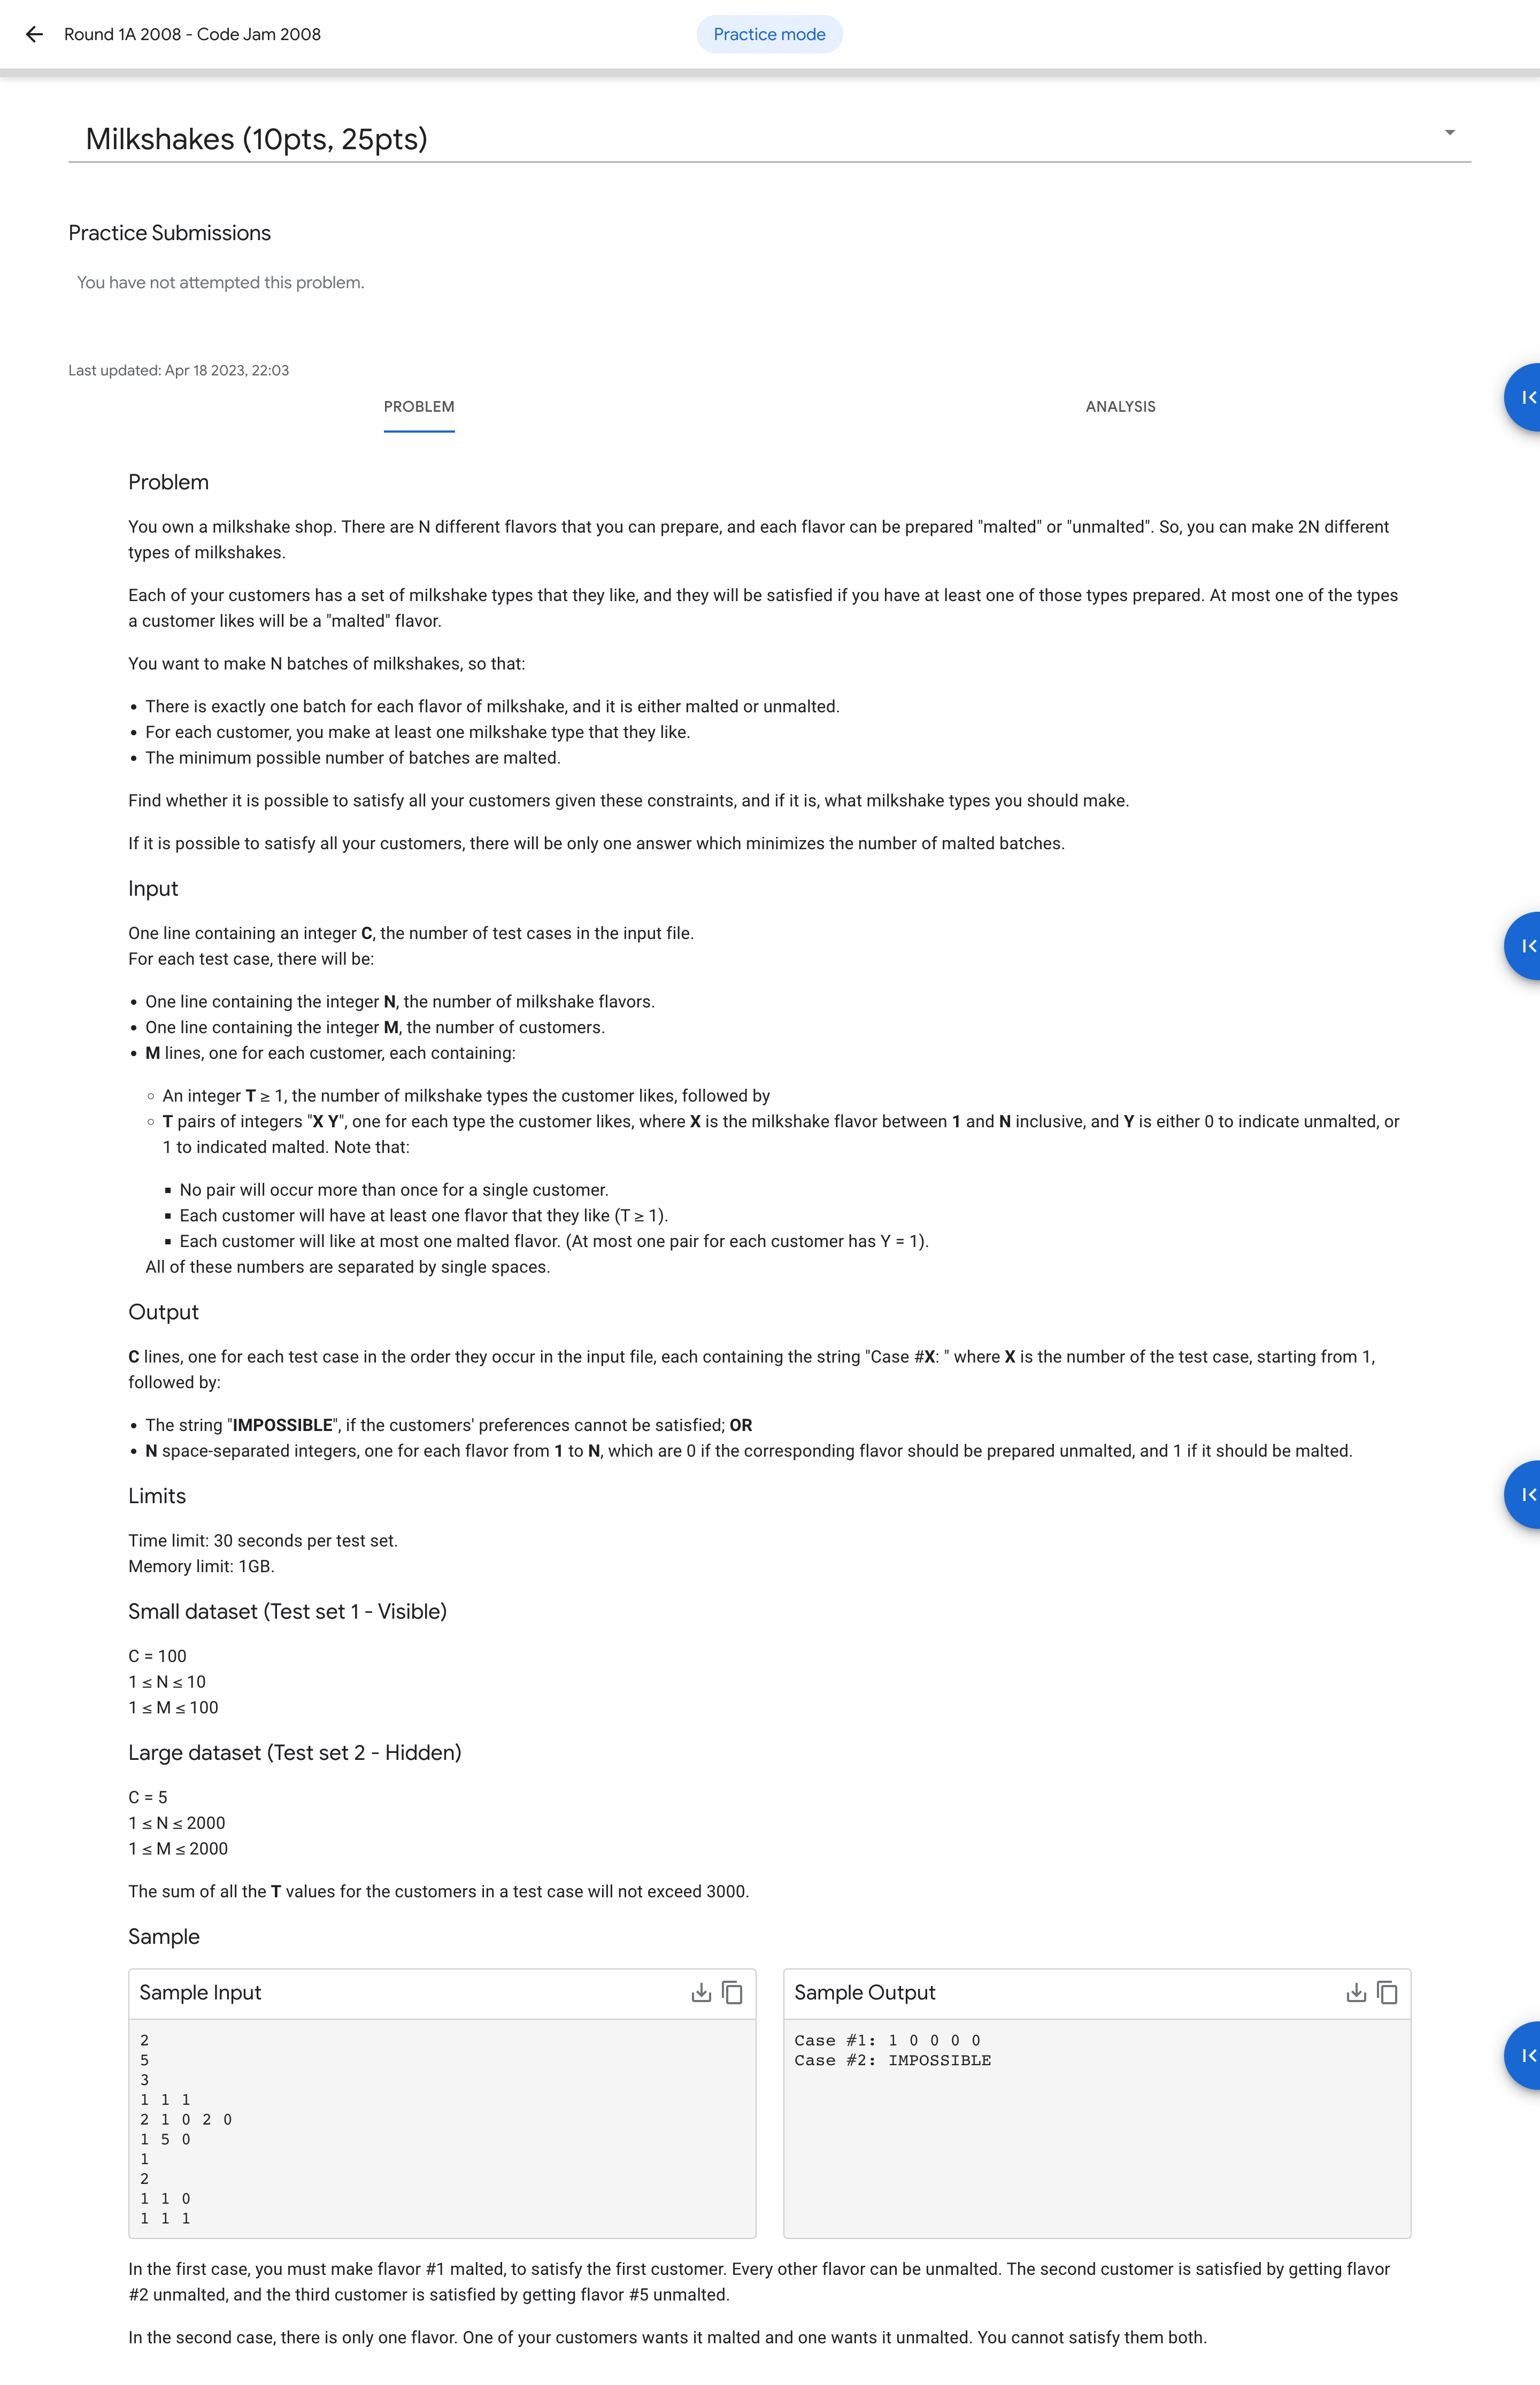 Round 1A 2008 - Code Jam 2008
Practice mode
Milkshakes (10pts, 25pts)
Practice Submissions
You have not attempted this problem.
Last updated: Apr 18 2023, 22:03
PROBLEM
ANALYSIS
Problem
You own a milkshake shop. There are N different flavors that you can prepare, and each flavor can be prepared "malted" or "unmalted". So, you can make 2N different
types of milkshakes.
Each of your customers has a set of milkshake types that they like, and they will be satisfied if you have at least one of those types prepared. At most one of the types
a customer likes will be a "malted" flavor.
You want to make N batches of milkshakes, so that:
• There is exactly one batch for each flavor of milkshake, and it is either malted or unmalted.
• For each customer, you make at least one milkshake type that they like.
• The minimum possible number of batches are malted.
Find whether it is possible to satisfy all your customers given these constraints, and if it is, what milkshake types you should make.
If it is possible to satisfy all your customers, there will be only one answer which minimizes the number of malted batches.
Input
One line containing an integer C, the number of test cases in the input file.
For each test case, there will be:
• One line containing the integer N, the number of milkshake flavors.
• One line containing the integer M, the number of customers.
• M lines, one for each customer, each containing:
◦ An integer T ≥ 1, the number of milkshake types the customer likes, followed by
◦ T pairs of integers "X Y", one for each type the customer likes, where X is the milkshake flavor between 1 and N inclusive, and Y is either 0 to indicate unmalted, or
1 to indicated malted. Note that:
▪ No pair will occur more than once for a single customer.
▪ Each customer will have at least one flavor that they like (T ≥ 1).
▪ Each customer will like at most one malted flavor. (At most one pair for each customer has Y = 1).
All of these numbers are separated by single spaces.
Output
C lines, one for each test case in the order they occur in the input file, each containing the string "Case #X: " where X is the number of the test case, starting from 1,
followed by:
• The string "IMPOSSIBLE", if the customers' preferences cannot be satisfied; OR
• N space-separated integers, one for each flavor from 1 to N, which are 0 if the corresponding flavor should be prepared unmalted, and 1 if it should be malted.
Limits
Time limit: 30 seconds per test set.
Memory limit: 1GB.
Small dataset (Test set 1 - Visible)
C = 100
1 ≤ N ≤ 10
1 ≤ M ≤ 100
Large dataset (Test set 2 - Hidden)
C = 5
1 ≤ N ≤ 2000
1 ≤ M ≤ 2000
The sum of all the T values for the customers in a test case will not exceed 3000.
Sample
Sample Input
2
5
3
1 1 1
2 1 0 2 0
1 5 0
1
2
1 1 0
1 1 1
Sample Output
Case #1: 1 0 0 0 0
Case #2: IMPOSSIBLE
In the first case, you must make flavor #1 malted, to satisfy the first customer. Every other flavor can be unmalted. The second customer is satisfied by getting flavor
#2 unmalted, and the third customer is satisfied by getting flavor #5 unmalted.
In the second case, there is only one flavor. One of your customers wants it malted and one wants it unmalted. You cannot satisfy them both.